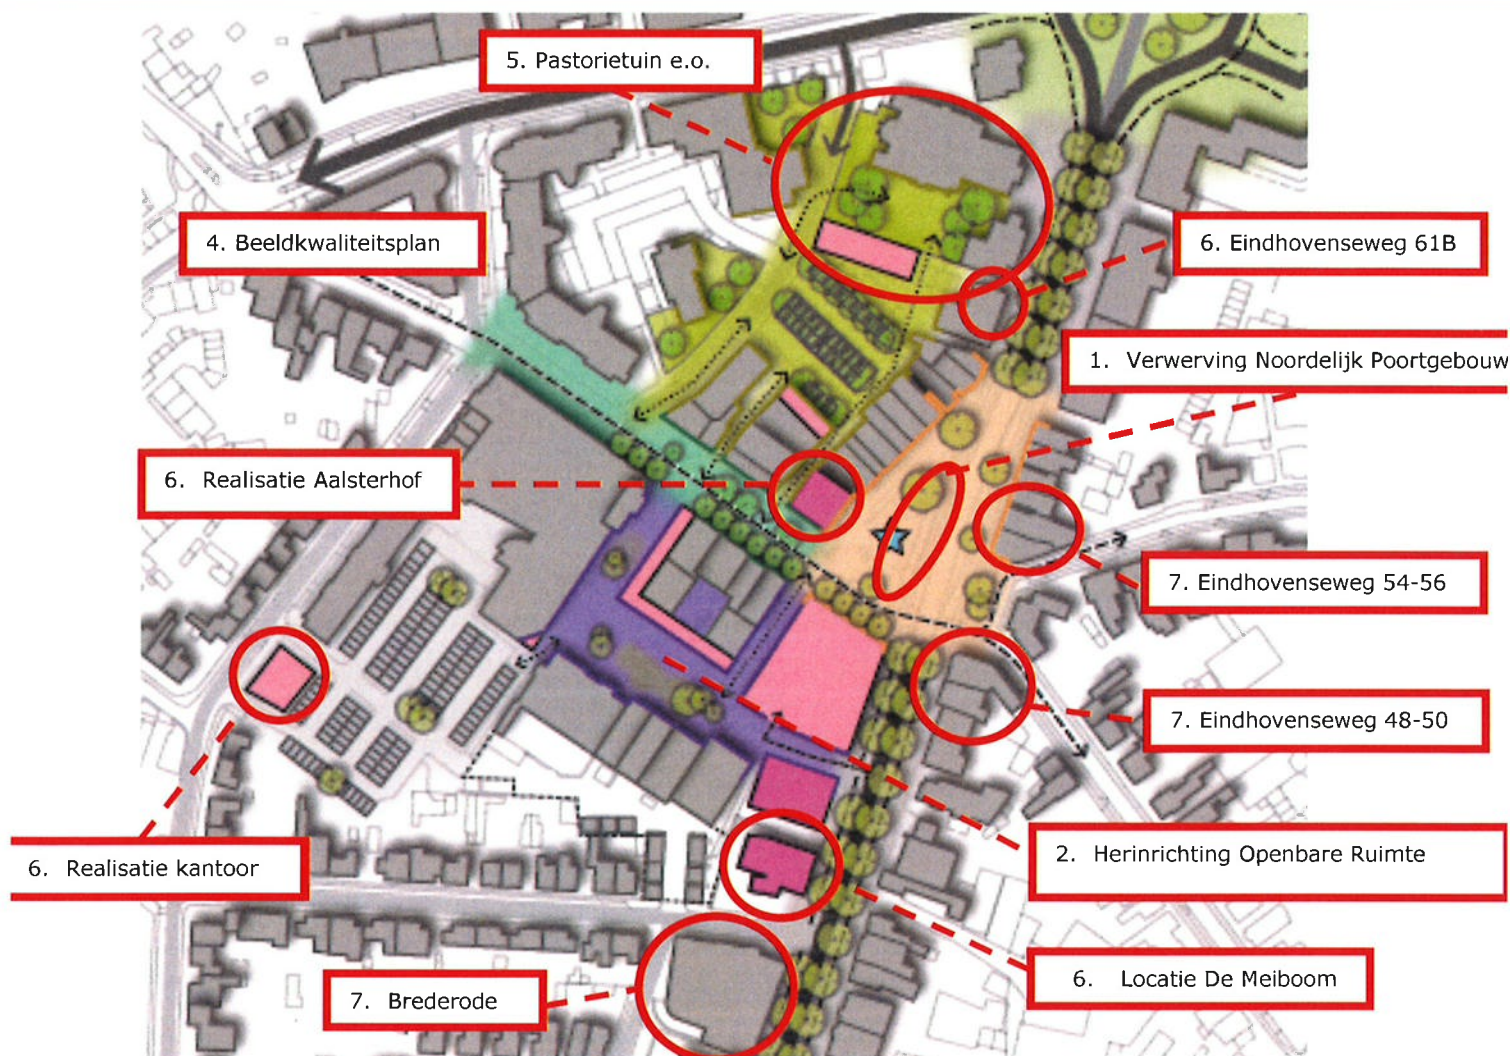 5. Pastorietuin e.o.
4. Beeldkwaliteitsplan
6. Eindhovenseweg 61B
1. Verwerving Noordelijk Poortgebouw
6. Realisatie Aalsterhof
7. Eindhovenseweg 54-56
7. Eindhovenseweg 48-50
2. Herinrichting Openbare Ruimte
6. Realisatie kantoor
6. Locatie De Meiboom
7. Brederode